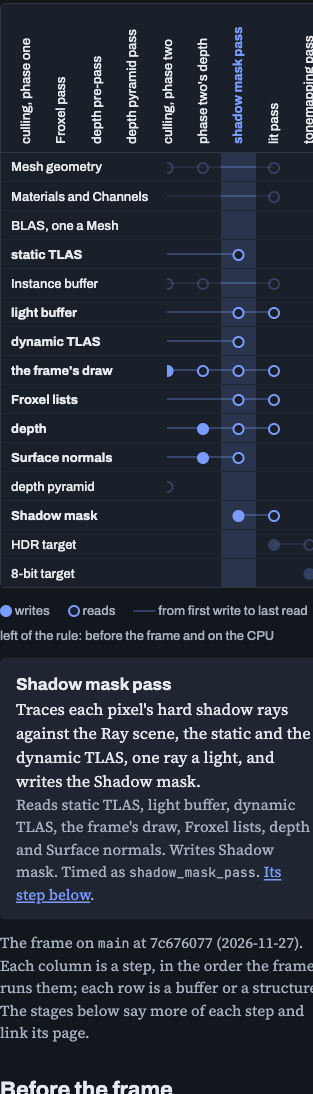 culling, phase one
Froxel pass
depth pre-pass
depth pyramid pass
culling, phase two
phase two's depth
shadow mask pass
lit pass
tonemapping pass
Mesh geometry
Materials and Channels
BLAS, one a Mesh
static TLAS
Instance buffer
light buffer
dynamic TLAS
the frame's draw
Froxel lists
depth
Surface normals
depth pyramid
Shadow mask
HDR target
8-bit target
writes reads from first write to last read
left of the rule: before the frame and on the CPU
Shadow mask pass
Traces each pixel's hard shadow rays
against the Ray scene, the static and the
dynamic TLAS, one ray a light, and
writes the Shadow mask.
Reads static TLAS, light buffer, dynamic
TLAS, the frame's draw, Froxel lists, depth
and Surface normals. Writes Shadow
mask. Timed as shadow_mask_pass. Its
step below.
The frame on main at 7c676077 (2026-11-27).
Each column is a step, in the order the frame
runs them; each row is a buffer or a structure
The stages below say more of each step and
link its page.
Before the frame